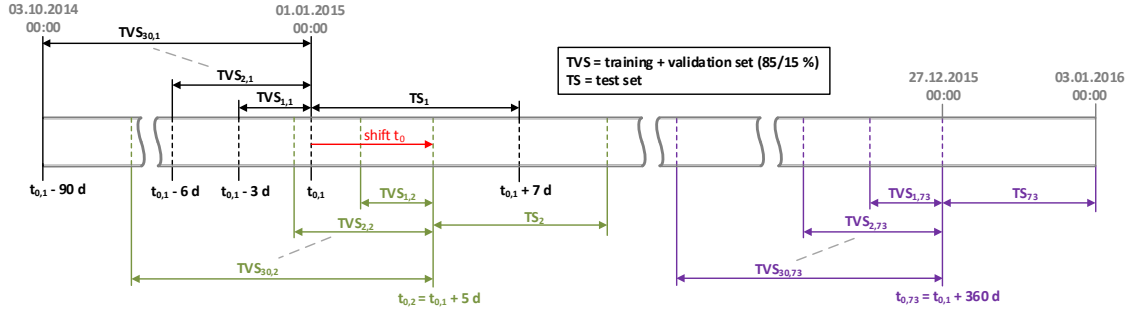 03.10.2014
00:00
01.01.2015
00:00
TVS30,1
TVS2,1
TVS1,1
TS1
TVS = training + validation set (85/15 %)
TS = test set
27.12.2015
00:00
03.01.2016
00:00
shift t0
t0,1 - 90 d
t0,1 - 6 d
t0,1 - 3 d
t0,1
t0,1 + 7 d
TVS1,2
TVS2,2
TS2
TVS30,2
t0,2 = t0,1 + 5 d
TVS1,73
TS73
TVS2,73
TVS30,73
t0,73 = t0,1 + 360 d